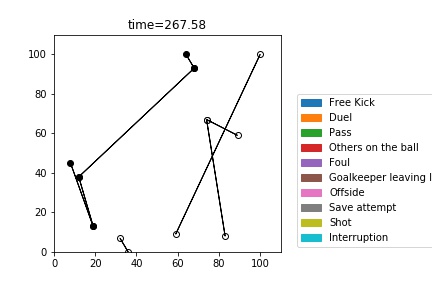 time=267.58
100
80
60
40
20
0
0 20 40 60 80 100
Free Kick
Duel
Pass
Others on the ball
Foul
Goalkeeper leaving
Offside
Save attempt
Shot
Interruption